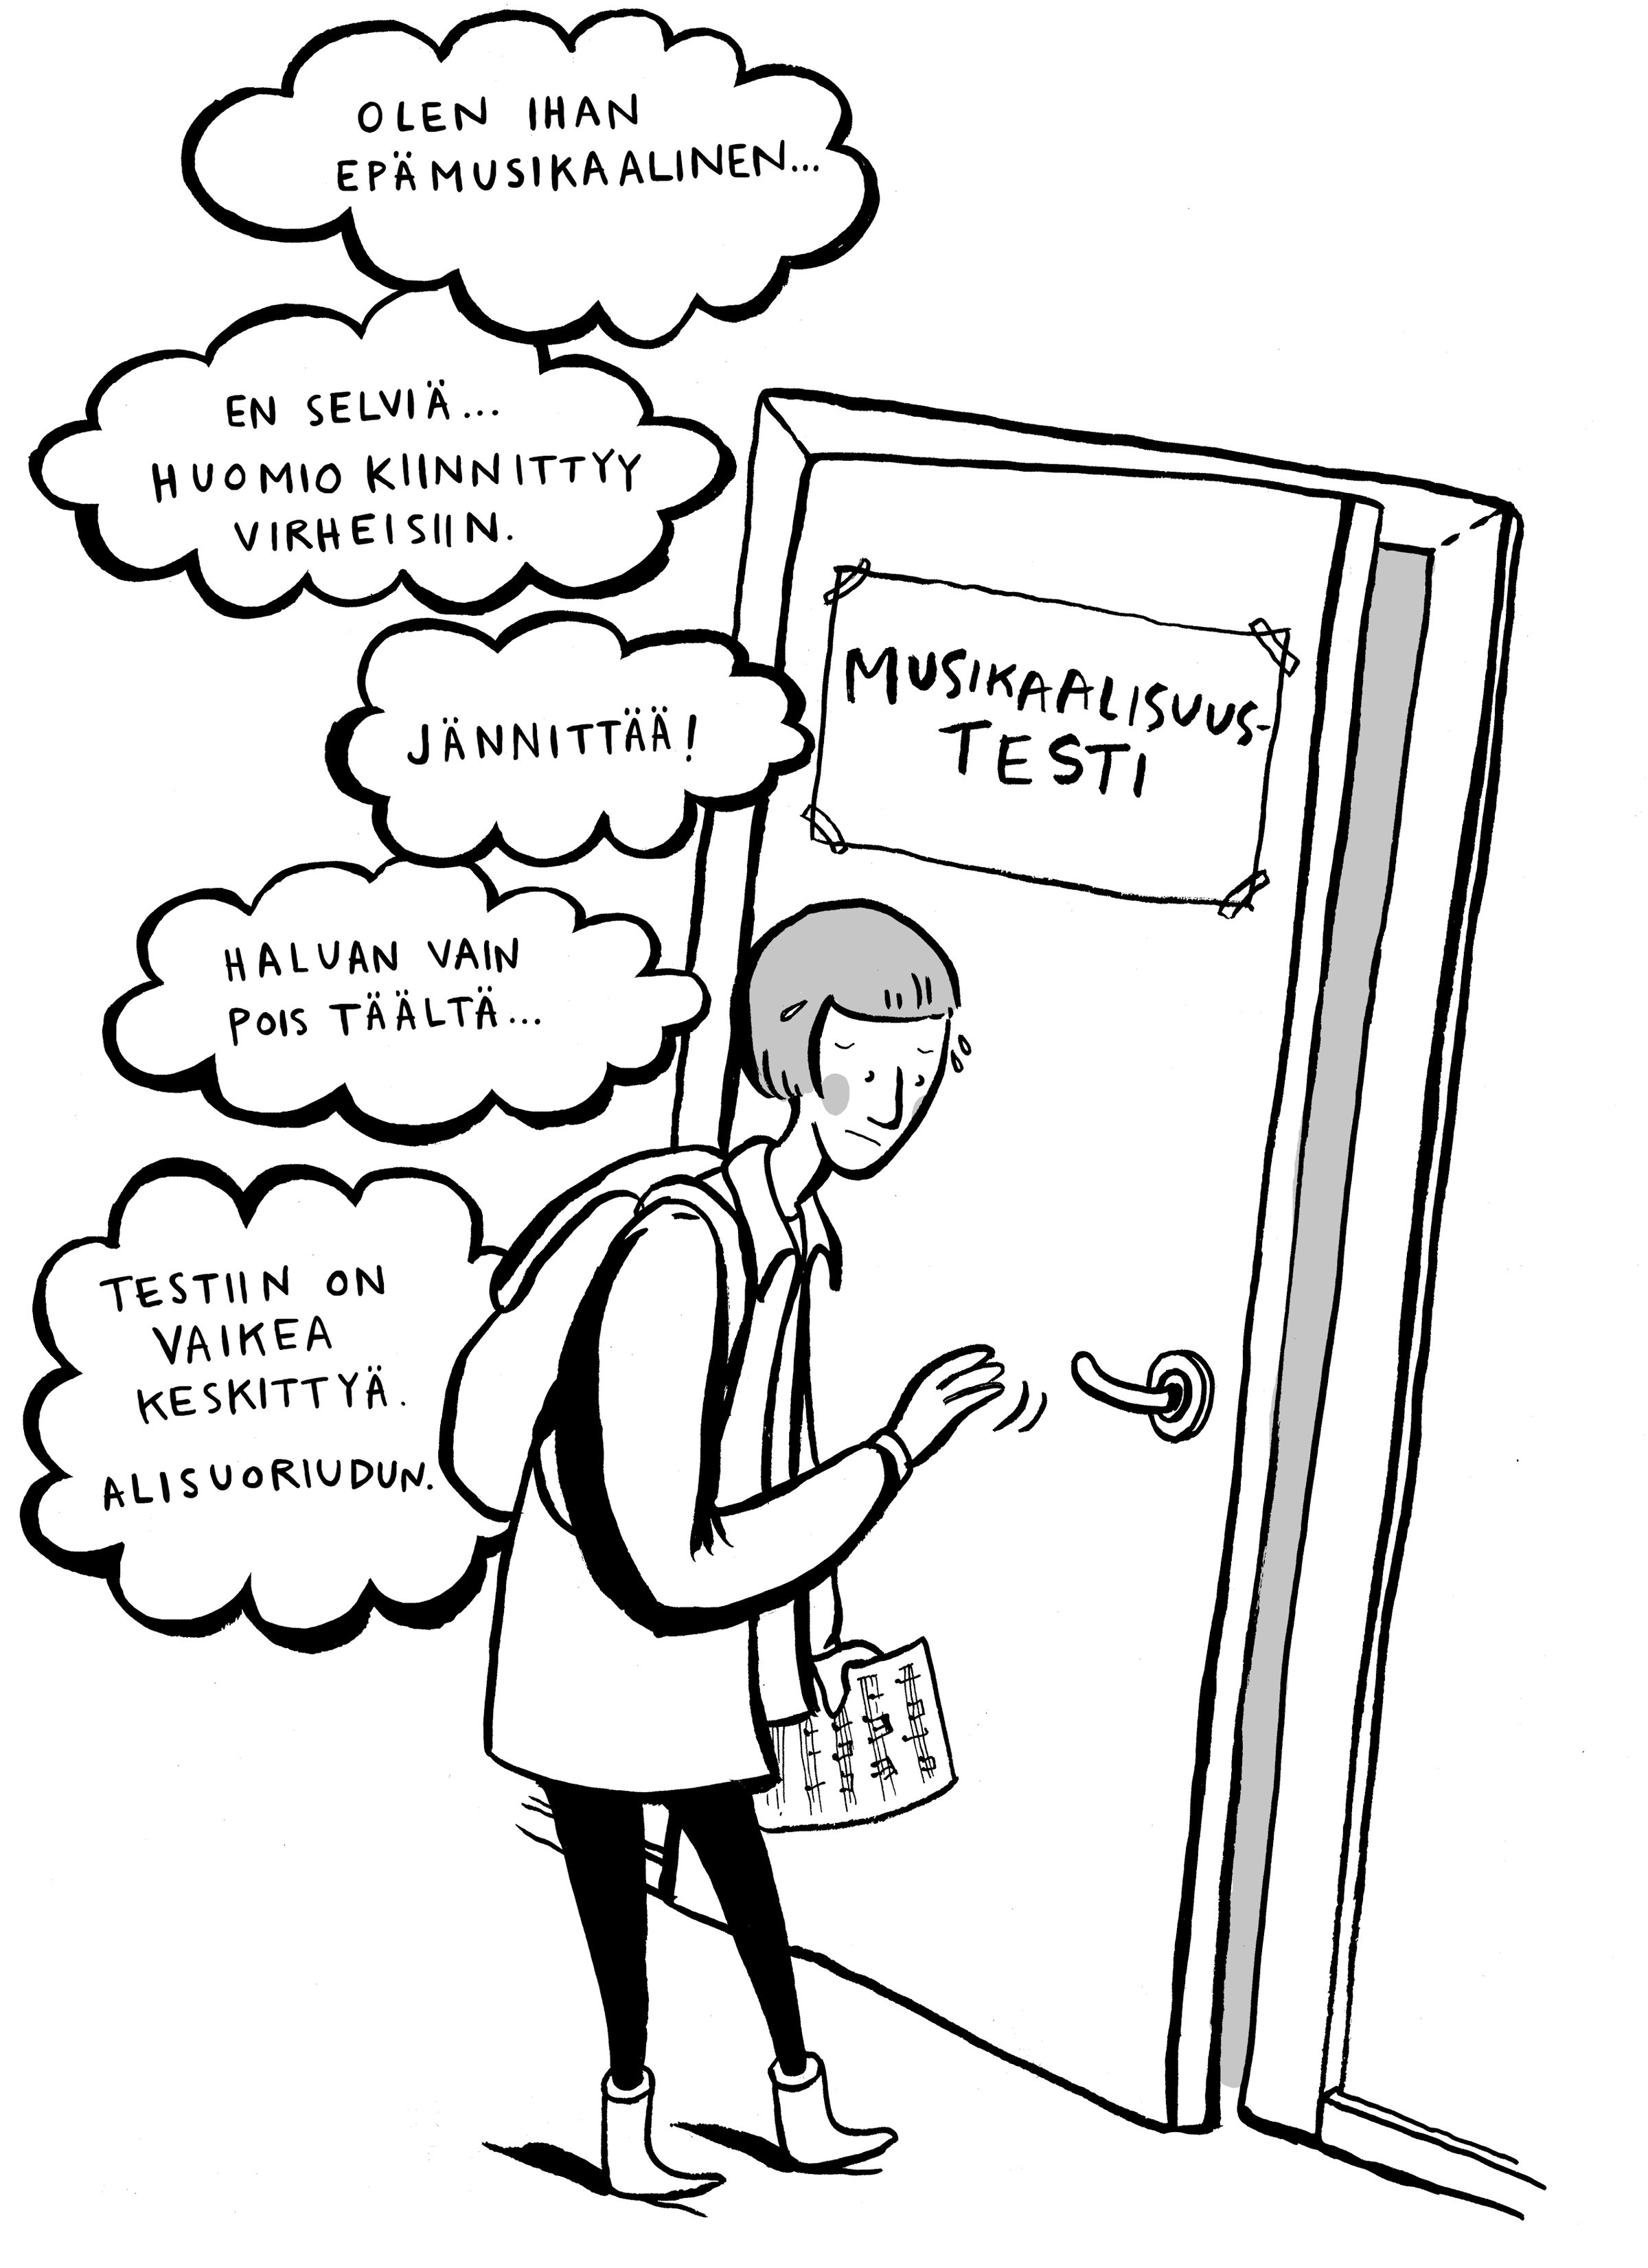 OLEN IHAN
EPÄMUSIKAALINEN...
EN SELVIÄ...
HUOMIO KIINNITTYY
VIRHEISIIN.
JÄNNITTÄÄ!
HALUAN VAIN
POIS TÄÄLTÄ...
TESTIIN ON
VAIKEA
KESKITTYÄ.
ALISUORIUDUN.
MUSIKAALISUUS-
TESTI